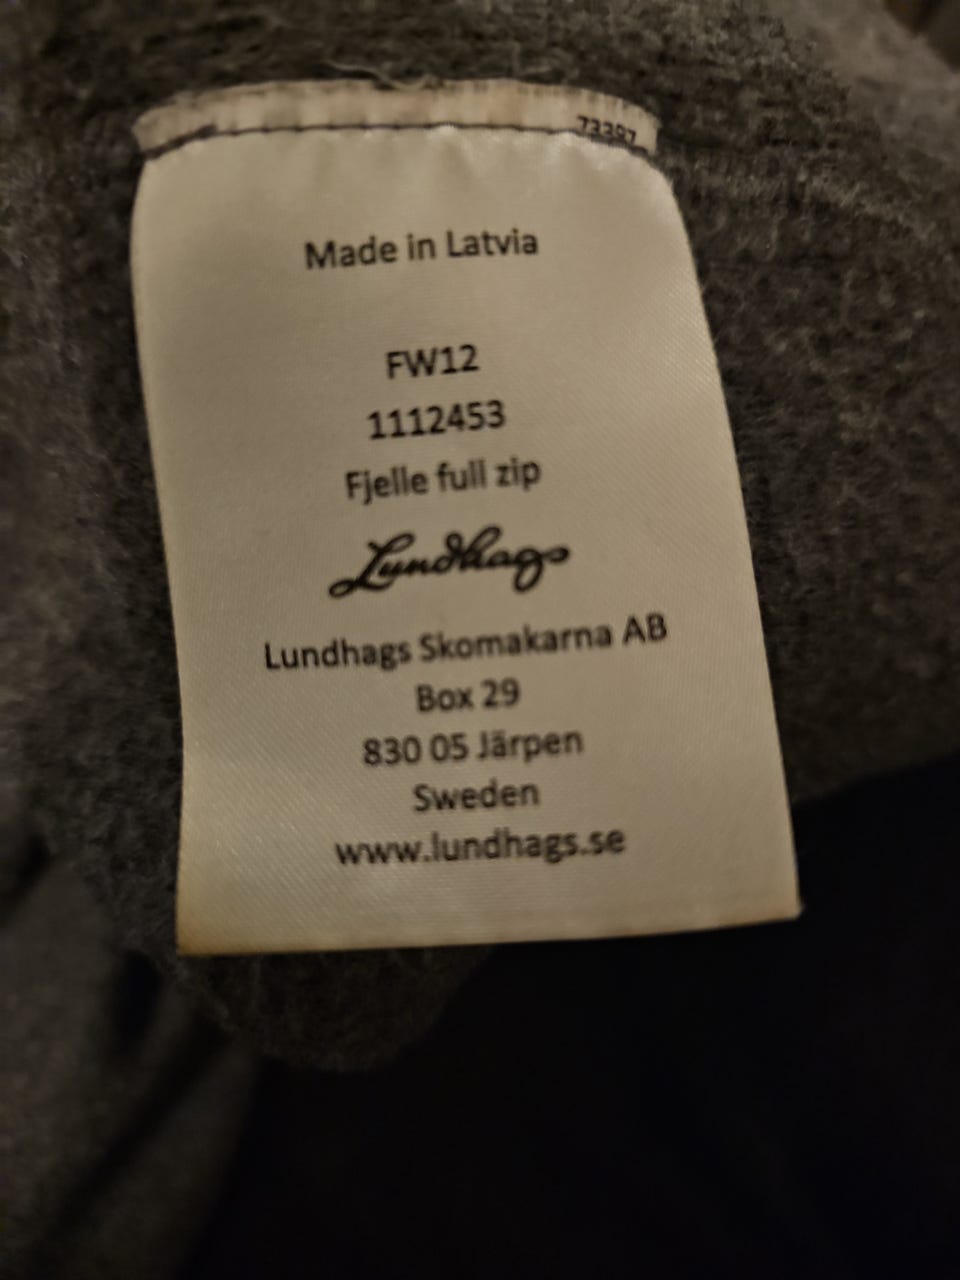 73397
Made in Latvia
FW12
1112453
Fjelle full zip
Lundhags
Lundhags Skomakarna AB
Box 29
830 05 Järpen
Sweden
www.lundhags.se